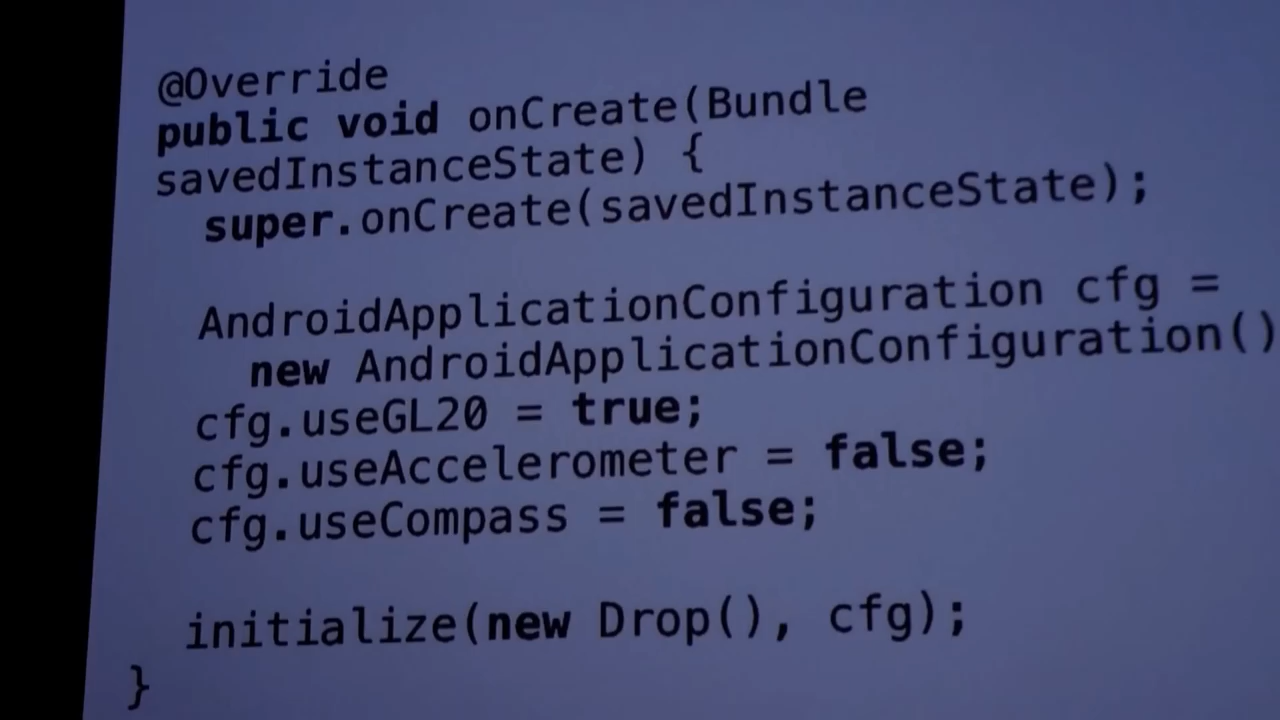 @Override
public void onCreate(Bundle
savedInstanceState) {
super.onCreate(savedInstanceState);
AndroidApplicationConfiguration cfg =
new AndroidApplicationConfiguration()
cfg.useGL20 = true;
cfg.useAccelerometer = false;
cfg.useCompass = false;
initialize(new Drop(), cfg);
}